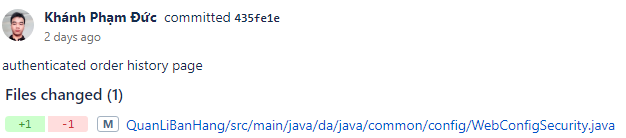 Khánh Phạm Đức committed 435fe1e
2 days ago
authenticated order history page
Files changed (1)
+1 -1 M QuanLiBanHang/src/main/java/da/java/common/config/WebConfigSecurity.java